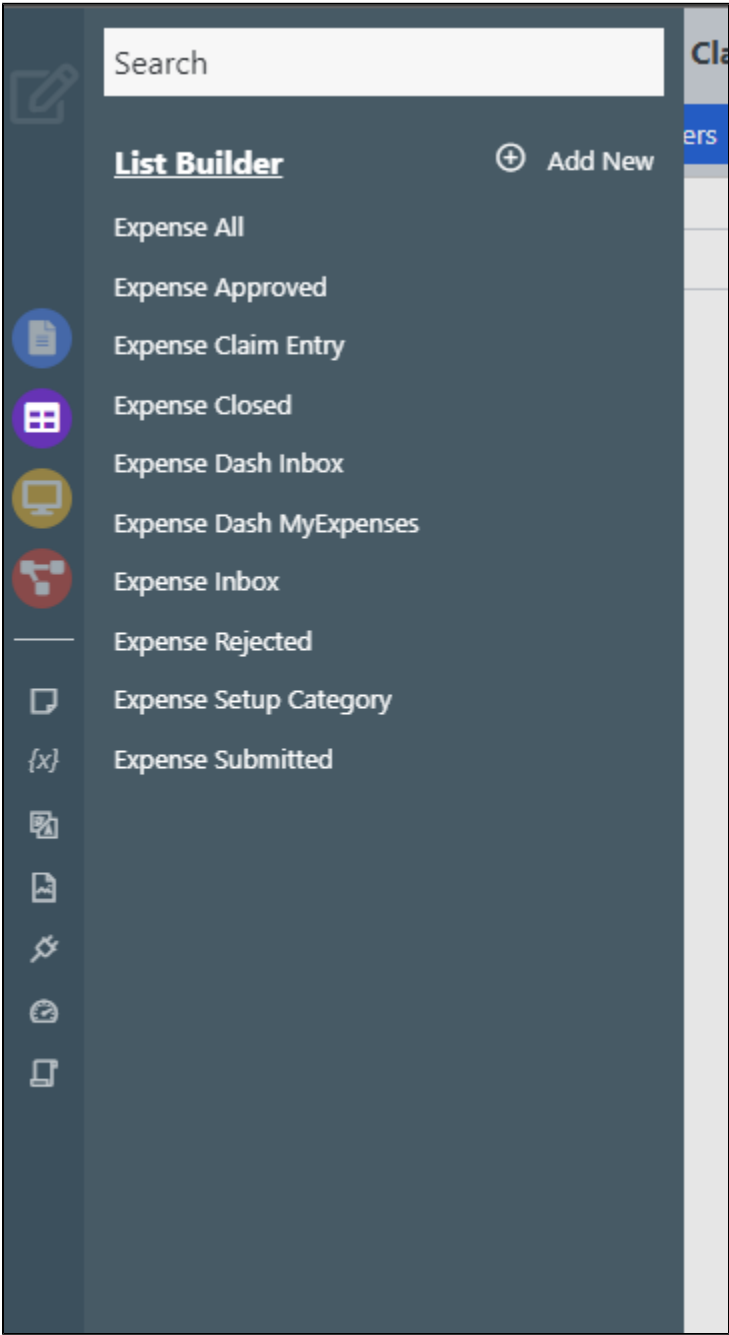 Search
List Builder
Add New
Expense All
Expense Approved
Expense Claim Entry
Expense Closed
Expense Dash Inbox
Expense Dash MyExpenses
Expense Inbox
Expense Rejected
Expense Setup Category
Expense Submitted
{x}
Cla
ers